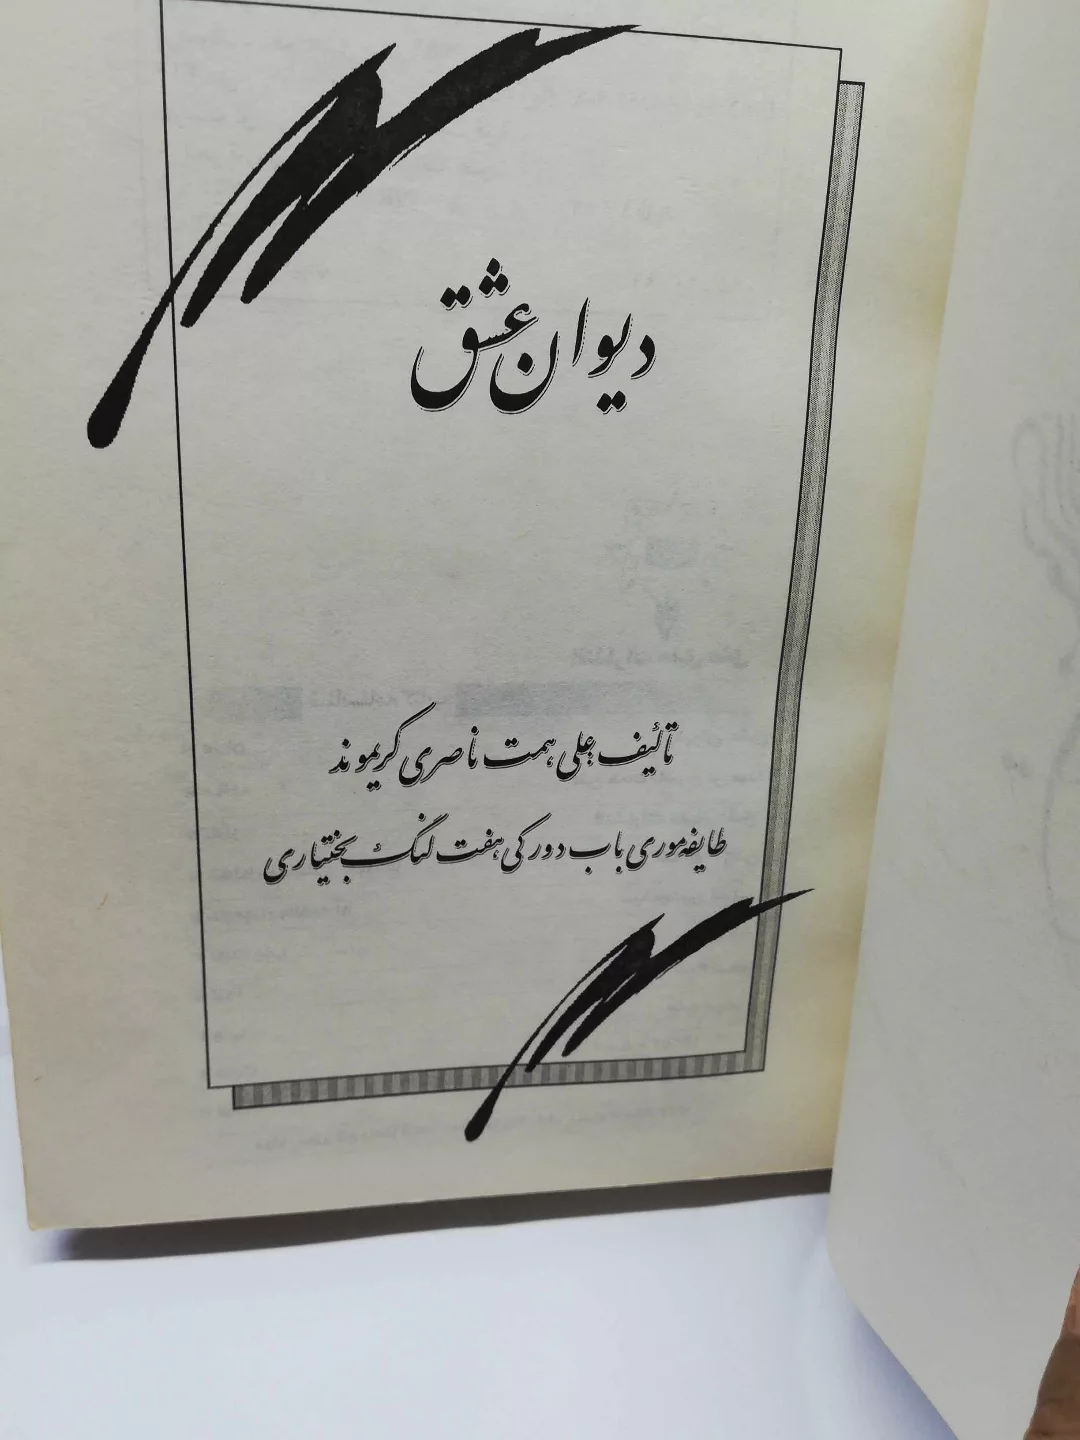 دیوان عشق
تألیف علی همت ناصری کریموند
طایفه موری باب دورکی هفت لنگ بختیاری